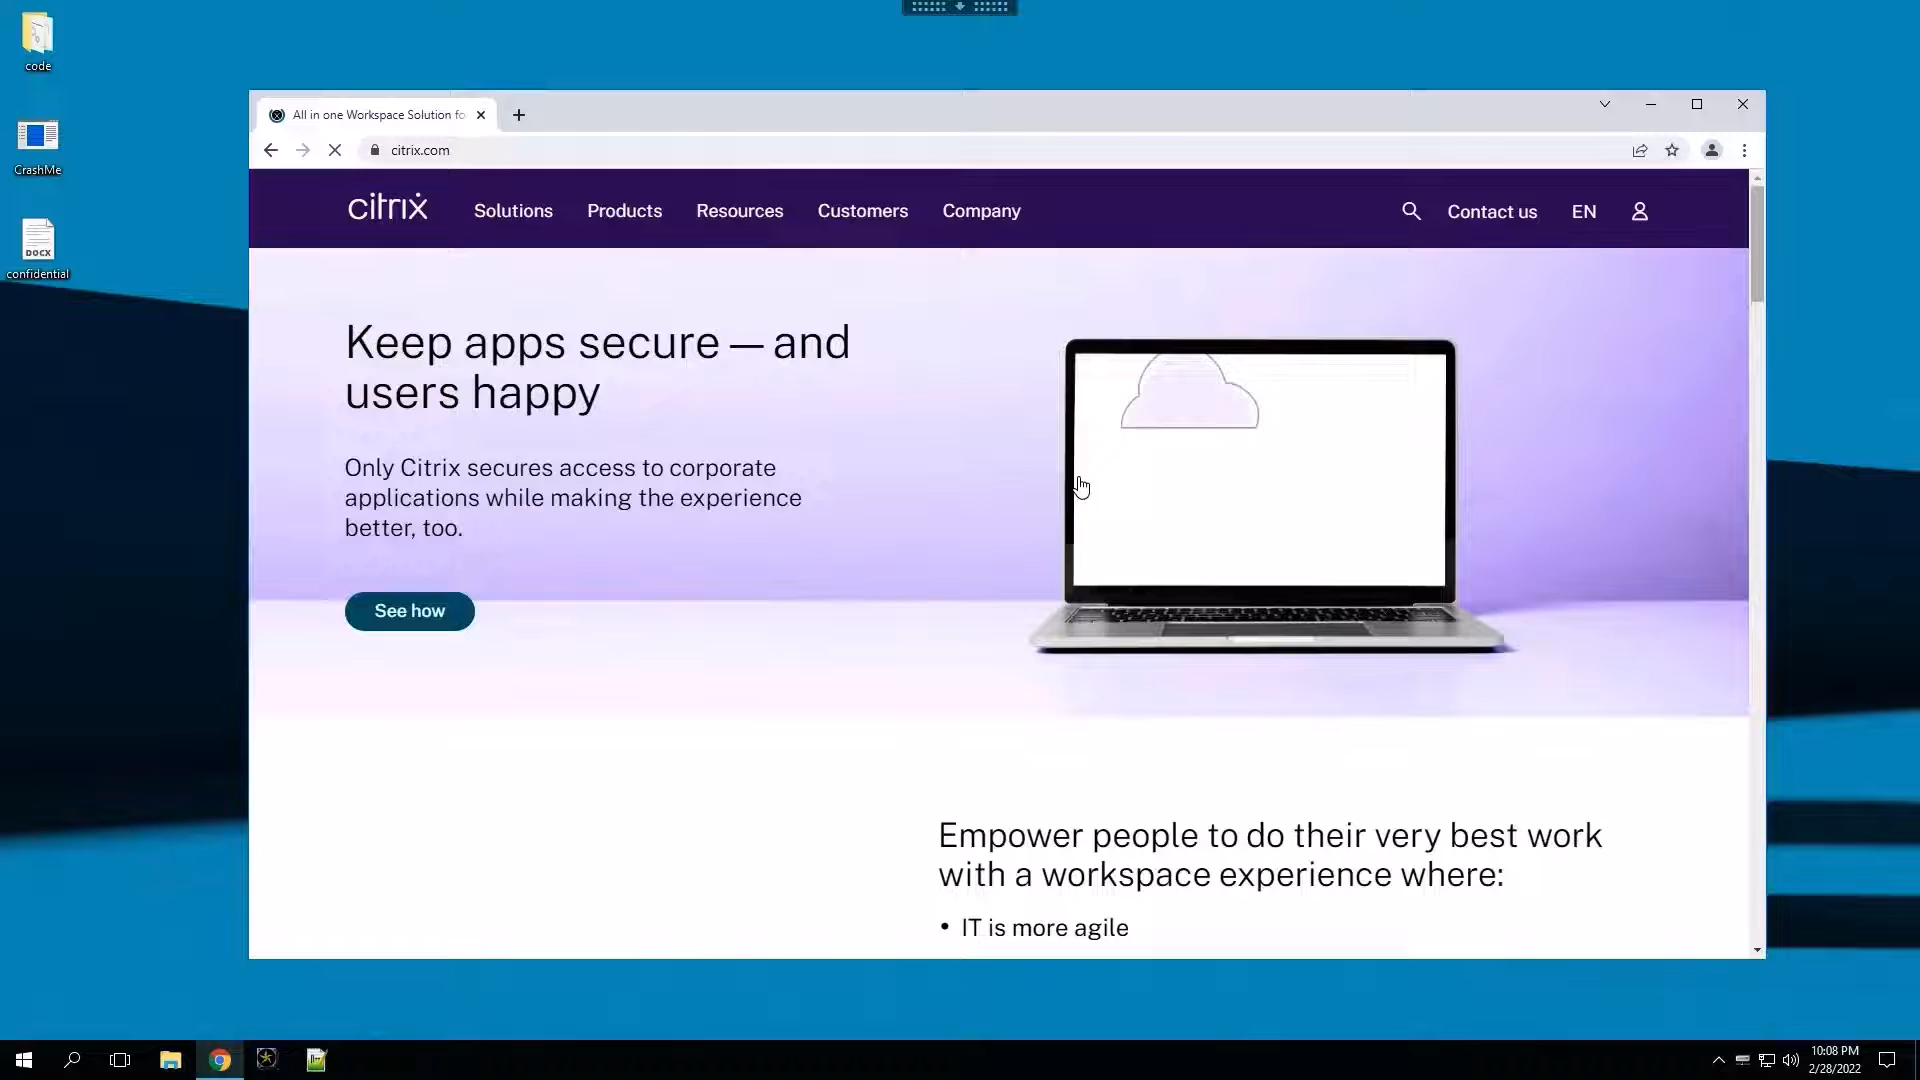 code
CrashMe
DOCX
confidential
All in one Workspace Solution fo
citrix.com
citrix
Solutions
Products
Resources
Customers
Company
Contact us
EN
Keep apps secure — and
users happy
Only Citrix secures access to corporate
applications while making the experience
better, too.
See how
Empower people to do their very best work
with a workspace experience where:
• IT is more agile
10:08 PM
2/28/2022